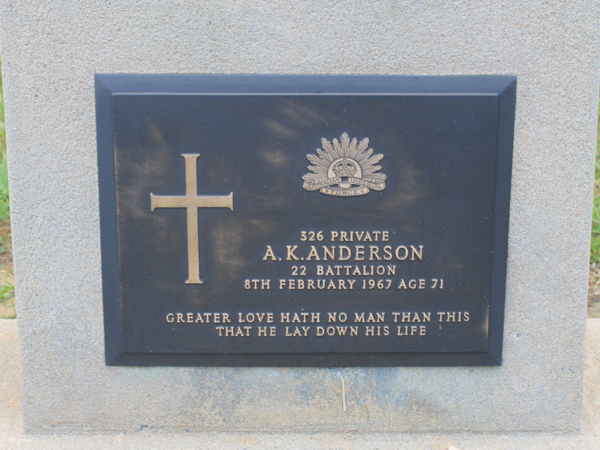 326 PRIVATE
A.K.ANDERSON
22 BATTALION
8TH FEBRUARY 1967 AGE 71
GREATER LOVE HATH NO MAN THAN THIS
THAT HE LAY DOWN HIS LIFE